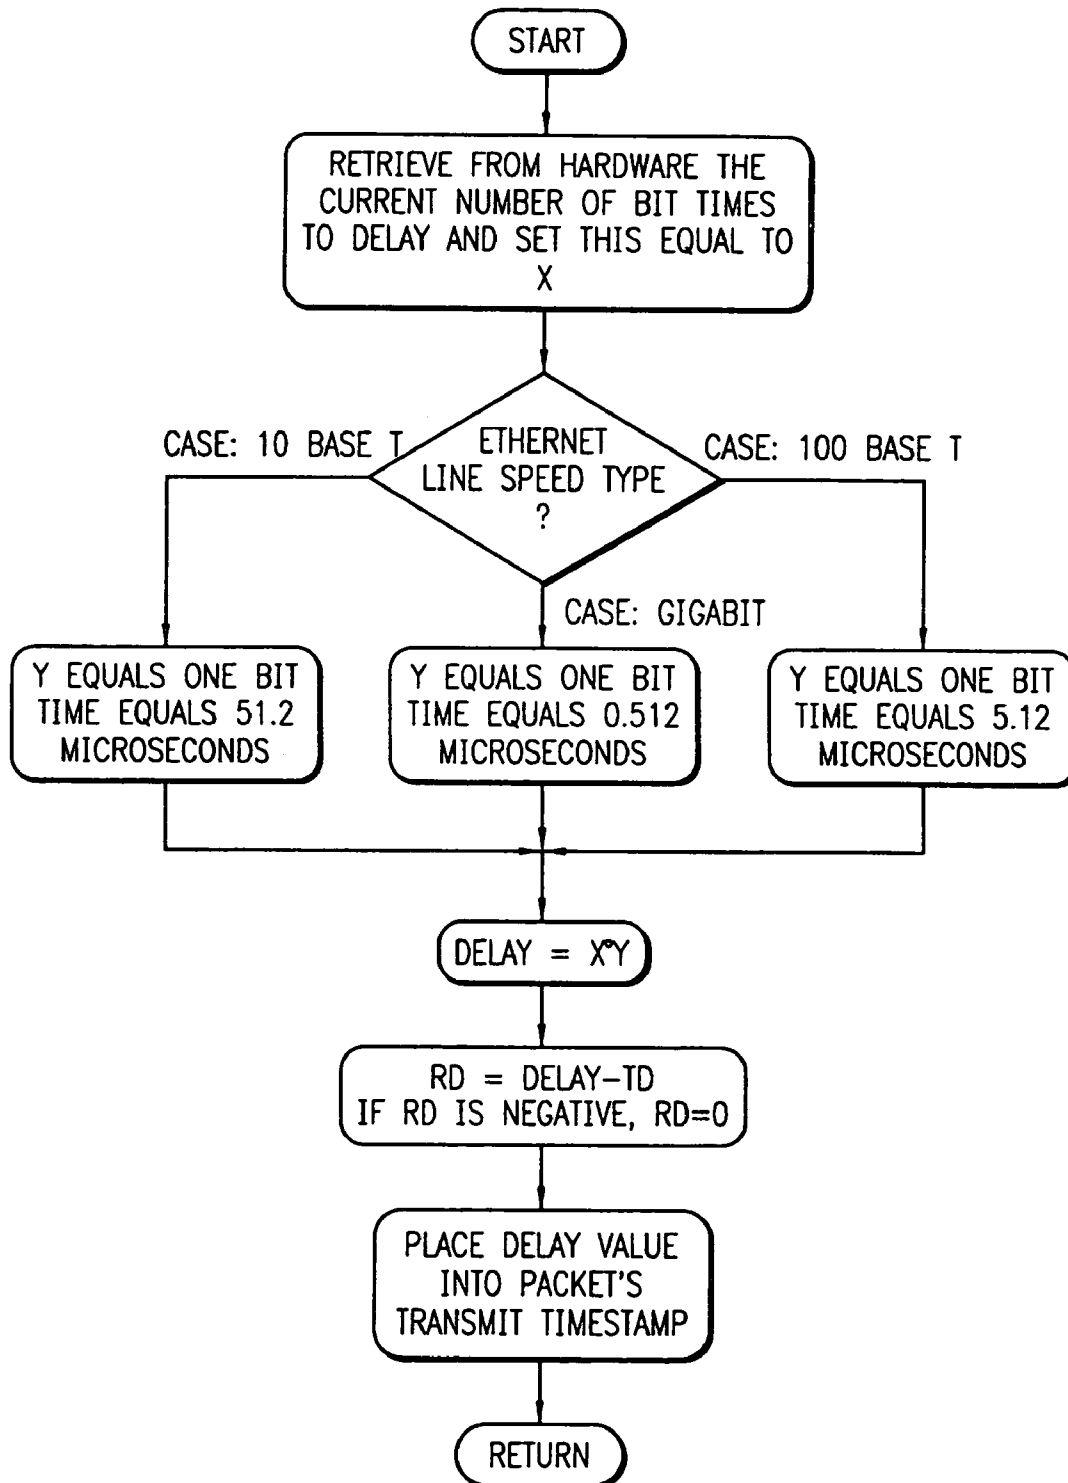 START
RETRIEVE FROM HARDWARE THE
CURRENT NUMBER OF BIT TIMES
TO DELAY AND SET THIS EQUAL TO
X
CASE: 10 BASE T
ETHERNET
LINE SPEED TYPE
?
CASE: 100 BASE T
CASE: GIGABIT
Y EQUALS ONE BIT
TIME EQUALS 51.2
MICROSECONDS
Y EQUALS ONE BIT
TIME EQUALS 0.512
MICROSECONDS
Y EQUALS ONE BIT
TIME EQUALS 5.12
MICROSECONDS
DELAY = X°Y
RD = DELAY-TD
IF RD IS NEGATIVE, RD=0
PLACE DELAY VALUE
INTO PACKET'S
TRANSMIT TIMESTAMP
RETURN